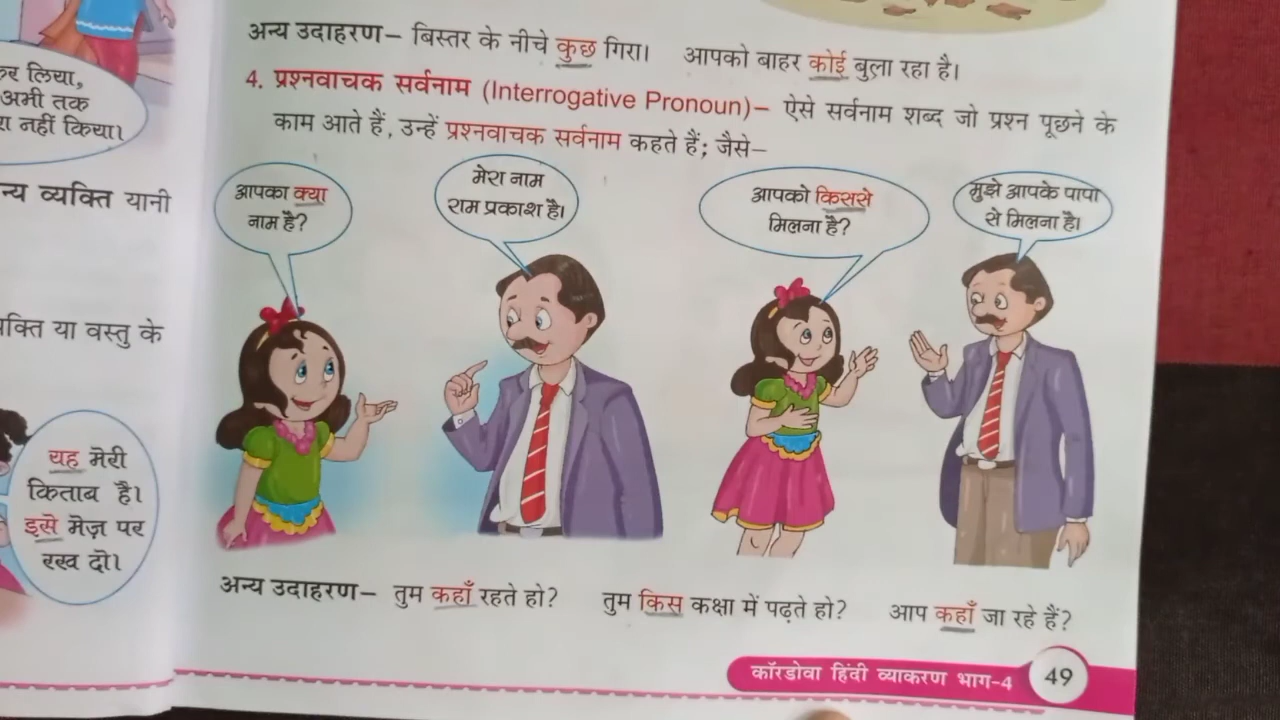 कर लिया,
अभी तक
नहीं किया।
व्यक्ति यानी
या वस्तु के
यह मेरी
किताब है।
इसे मेज़ पर
रख दो।
अन्य उदाहरण– बिस्तर के नीचे कुछ गिरा। आपको बाहर कोई बुला रहा है।
4. प्रश्नवाचक सर्वनाम (Interrogative Pronoun)– ऐसे सर्वनाम शब्द जो प्रश्न पूछने के
काम आते हैं, उन्हें प्रश्नवाचक सर्वनाम कहते हैं; जैसे–
आपका क्या
नाम है?
मेरा नाम
राम प्रकाश है।
आपको किससे
मिलना है?
मुझे आपके पापा
से मिलना है।
अन्य उदाहरण– तुम कहाँ रहते हो? तुम किस कक्षा में पढ़ते हो? आप कहाँ जा रहे हैं?
कॉरडोवा हिंदी व्याकरण भाग-4 49